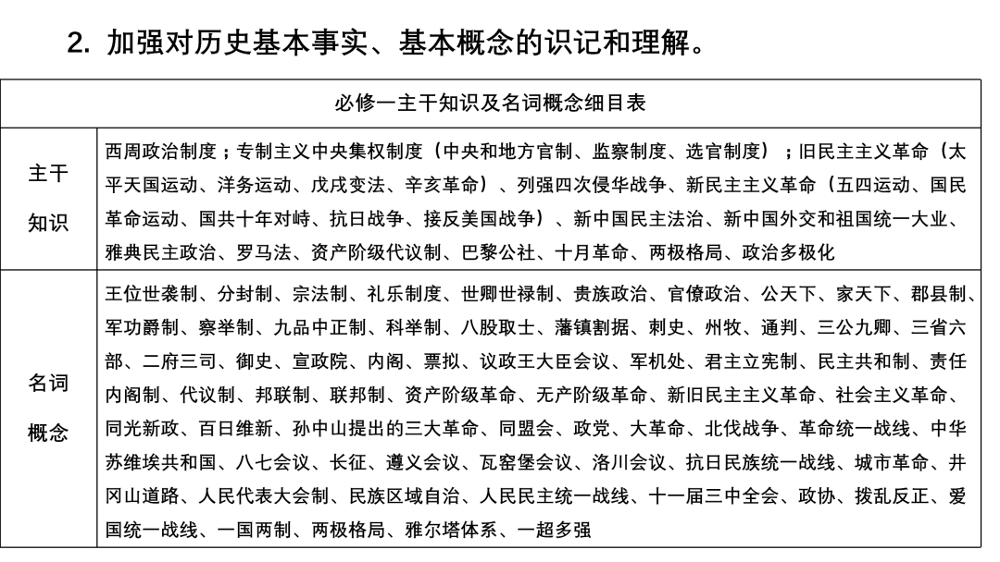 2. 加强对历史基本事实、基本概念的识记和理解。
必修一主干知识及名词概念细目表
主干
知识
西周政治制度；专制主义中央集权制度（中央和地方官制、监察制度、选官制度）；旧民主主义革命（太
平天国运动、洋务运动、戊戌变法、辛亥革命）、列强四次侵华战争、新民主主义革命（五四运动、国民
革命运动、国共十年对峙、抗日战争、接反美国战争）、新中国民主法治、新中国外交和祖国统一大业、
雅典民主政治、罗马法、资产阶级代议制、巴黎公社、十月革命、两极格局、政治多极化
名词
概念
王位世袭制、分封制、宗法制、礼乐制度、世卿世禄制、贵族政治、官僚政治、公天下、家天下、郡县制、
军功爵制、察举制、九品中正制、科举制、八股取士、藩镇割据、刺史、州牧、通判、三公九卿、三省六
部、二府三司、御史、宣政院、内阁、票拟、议政王大臣会议、军机处、君主立宪制、民主共和制、责任
内阁制、代议制、邦联制、联邦制、资产阶级革命、无产阶级革命、新旧民主主义革命、社会主义革命、
同光新政、百日维新、孙中山提出的三大革命、同盟会、政党、大革命、北伐战争、革命统一战线、中华
苏维埃共和国、八七会议、长征、遵义会议、瓦窑堡会议、洛川会议、抗日民族统一战线、城市革命、井
冈山道路、人民代表大会制、民族区域自治、人民民主统一战线、十一届三中全会、政协、拨乱反正、爱
国统一战线、一国两制、两极格局、雅尔塔体系、一超多强